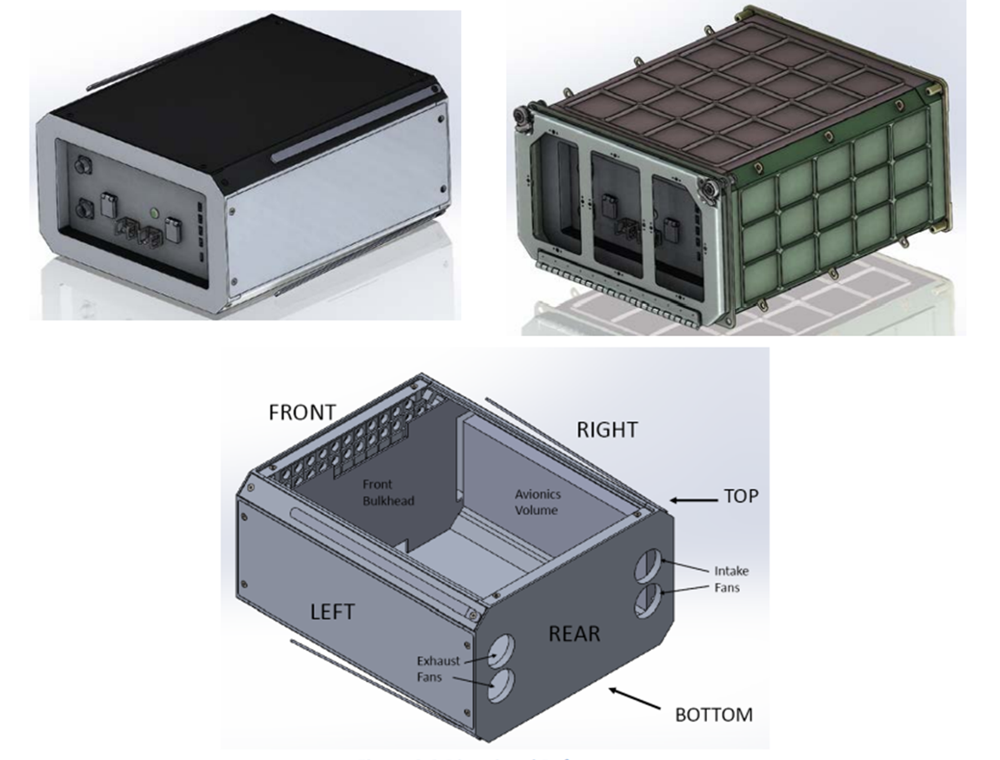 FRONT
RIGHT
Front
Bulkhead
Avionics
Volume
TOP
Intake
Fans
LEFT
REAR
Exhaust
Fans
BOTTOM